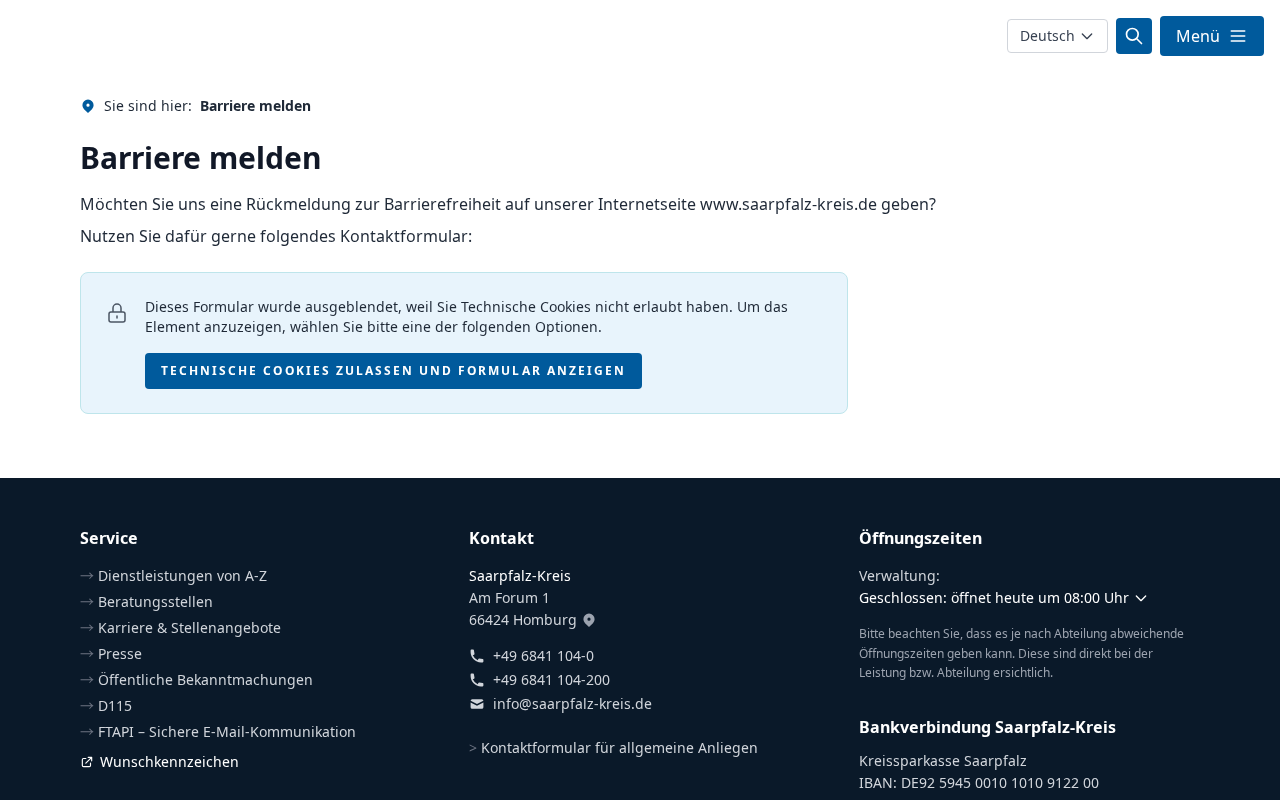 Deutsch
Menü
Sie sind hier: Barriere melden
Barriere melden
Möchten Sie uns eine Rückmeldung zur Barrierefreiheit auf unserer Internetseite www.saarpfalz-kreis.de geben?
Nutzen Sie dafür gerne folgendes Kontaktformular:
Dieses Formular wurde ausgeblendet, weil Sie Technische Cookies nicht erlaubt haben. Um das
Element anzuzeigen, wählen Sie bitte eine der folgenden Optionen.
TECHNISCHE COOKIES ZULASSEN UND FORMULAR ANZEIGEN
Service
→ Dienstleistungen von A-Z
→ Beratungsstellen
→ Karriere & Stellenangebote
→ Presse
→ Öffentliche Bekanntmachungen
→ D115
→ FTAPI – Sichere E-Mail-Kommunikation
Wunschkennzeichen
Kontakt
Saarpfalz-Kreis
Am Forum 1
66424 Homburg
+49 6841 104-0
+49 6841 104-200
info@saarpfalz-kreis.de
> Kontaktformular für allgemeine Anliegen
Öffnungszeiten
Verwaltung:
Geschlossen: öffnet heute um 08:00 Uhr
Bitte beachten Sie, dass es je nach Abteilung abweichende
Öffnungszeiten geben kann. Diese sind direkt bei der
Leistung bzw. Abteilung ersichtlich.
Bankverbindung Saarpfalz-Kreis
Kreissparkasse Saarpfalz
IBAN: DE92 5945 0010 1010 9122 00